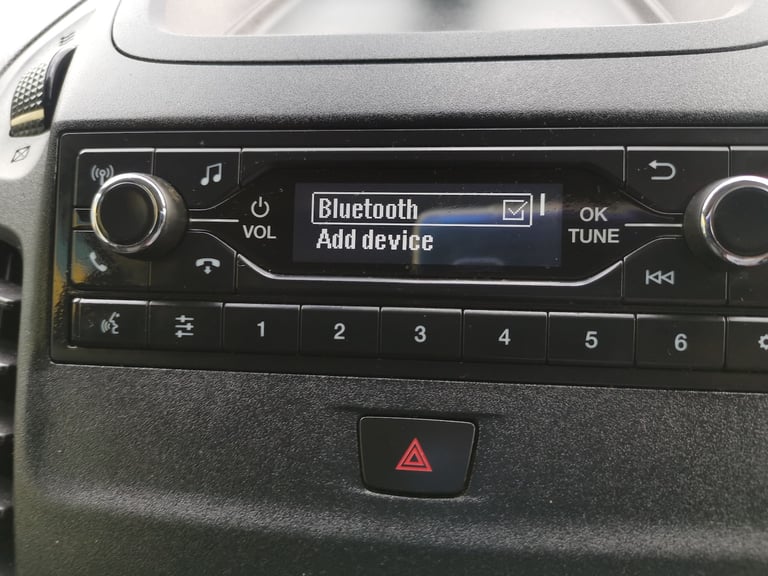 Bluetooth
Add device
VOL
OK
TUNE
1
2
3
4
5
6